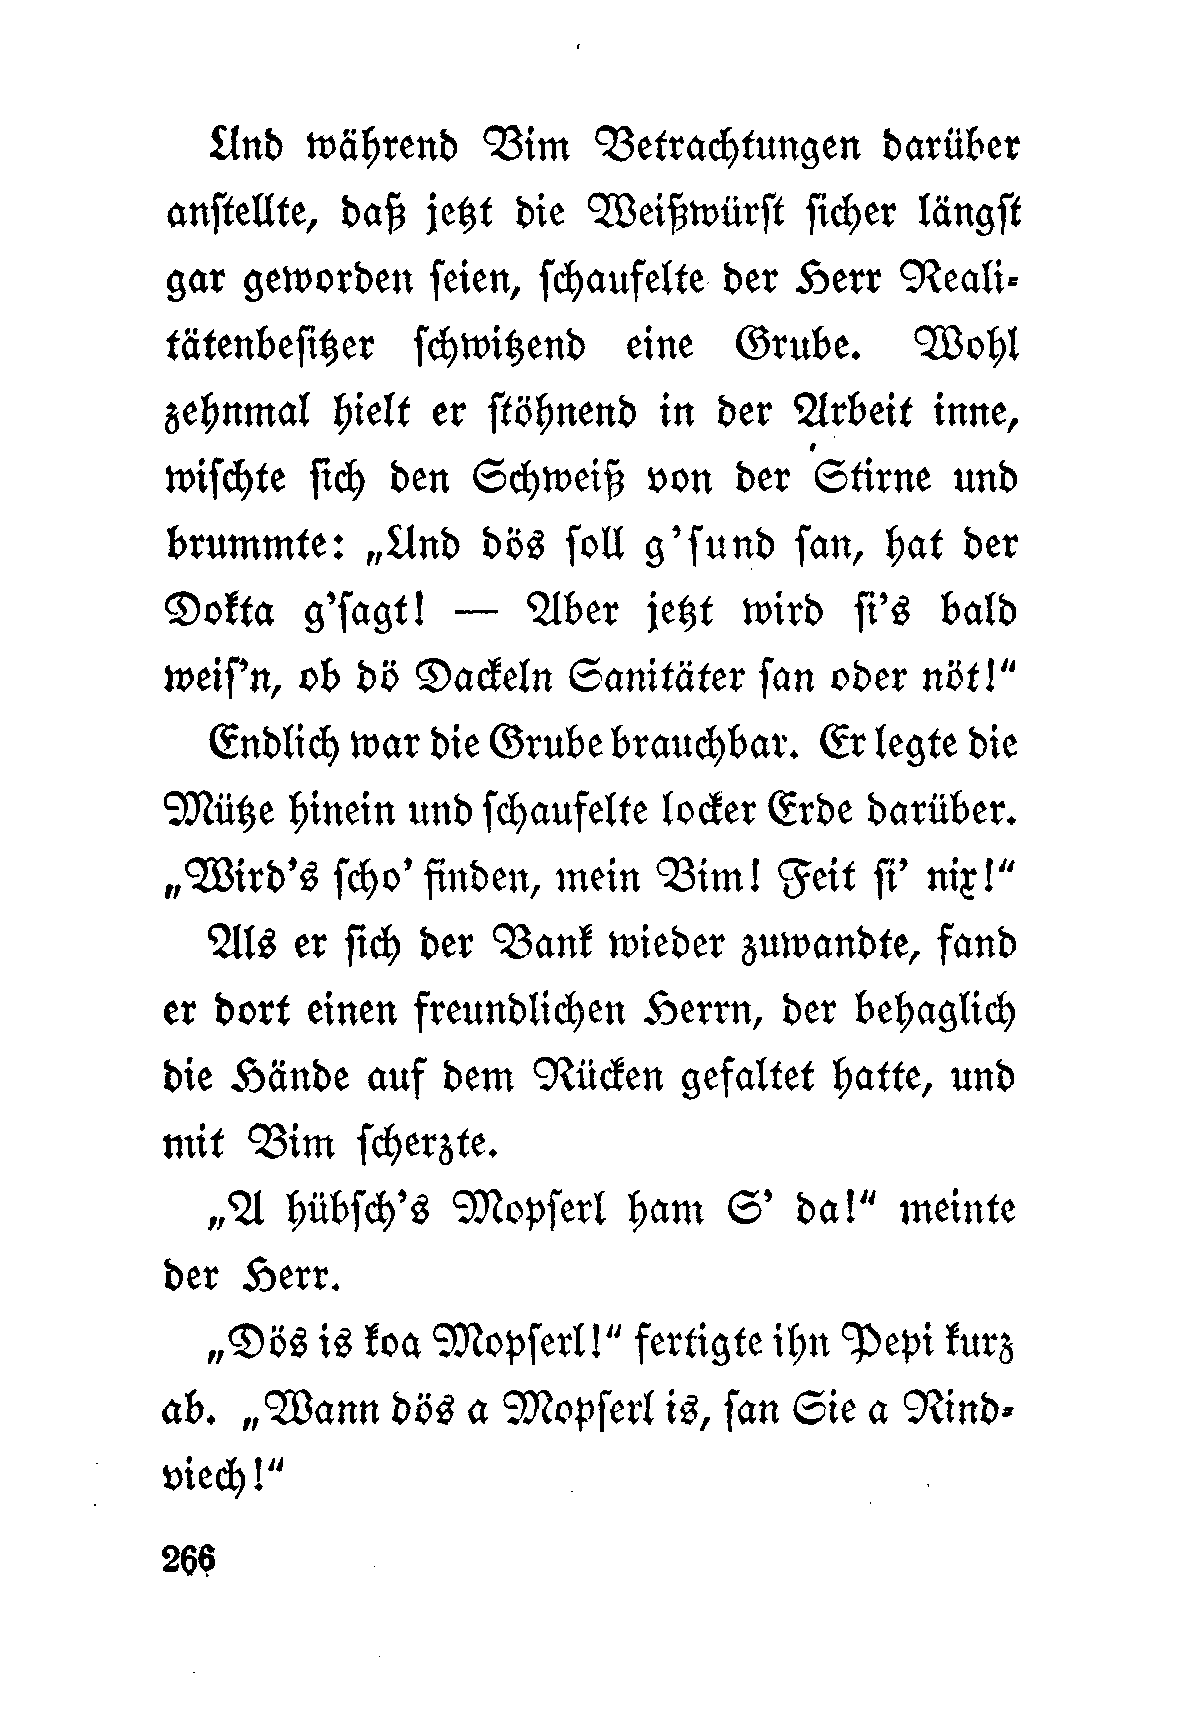 Und während Bim Betrachtungen darüber
anstellte, daß jetzt die Weißwürst sicher längst
gar geworden seien, schaufelte der Herr Reali-
tätenbesitzer schwitzend eine Grube. Wohl
zehnmal hielt er stöhnend in der Arbeit inne,
wischte sich den Schweiß von der Stirne und
brummte: „Und dös soll g'sund san, hat der
Dokta g'sagt! — Aber jetzt wird si's bald
weis'n, ob dö Dackeln Sanitäter san oder nöt!“
Endlich war die Grube brauchbar. Er legte die
Mütze hinein und schaufelte locker Erde darüber.
„Wird's scho' finden, mein Bim! Feit si' nix!“
Als er sich der Bank wieder zuwandte, fand
er dort einen freundlichen Herrn, der behaglich
die Hände auf dem Rücken gefaltet hatte, und
mit Bim scherzte.
„A hübsch's Mopserl ham S' da!“ meinte
der Herr.
„Dös is koa Mopserl!“ fertigte ihn Pepi kurz
ab. „Wann dös a Mopserl is, san Sie a Rind-
viech!“
266